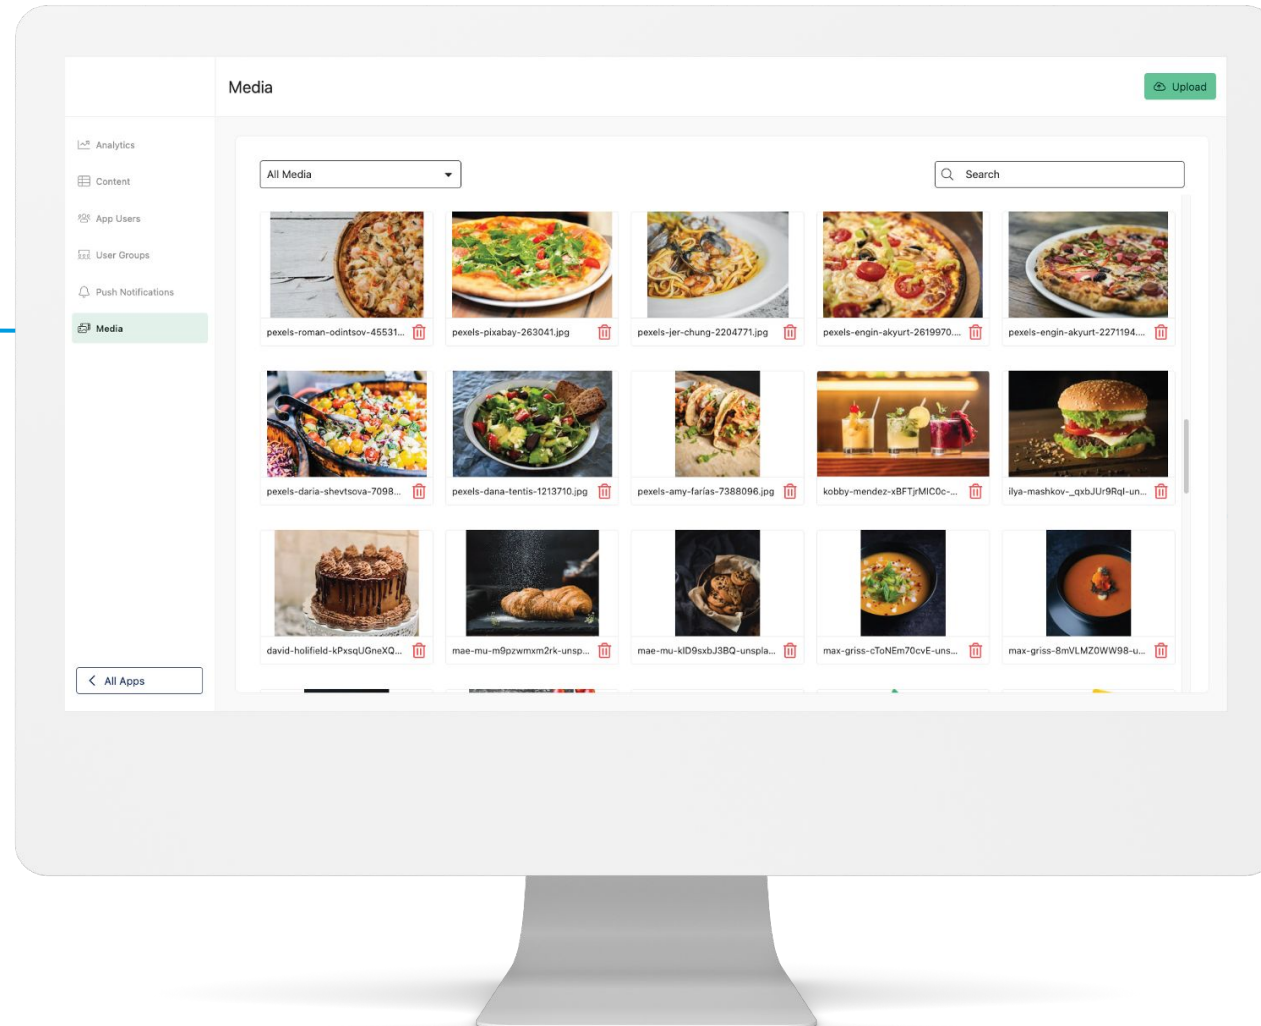 Media
Upload
Analytics
Content
App Users
User Groups
Push Notifications
Media
All Apps
All Media
Search
pexels-roman-odintsov-45531...
pexels-pixabay-263041.jpg
pexels-jer-chung-2204771.jpg
pexels-engin-akyurt-2619970....
pexels-engin-akyurt-2271194....
pexels-daria-shevtsova-7098...
pexels-dana-tentis-1213710.jpg
pexels-amy-farías-7388096.jpg
kobby-mendez-xBFTjrMIC0c-...
ilya-mashkov-_qxbJUr9RqI-un...
david-holifield-kPxsqUGneXQ...
mae-mu-m9pzwmxm2rk-unsp...
mae-mu-kID9sxbJ3BQ-unspla...
max-griss-cToNEm70cvE-uns...
max-griss-8mVLMZ0WW98-u...